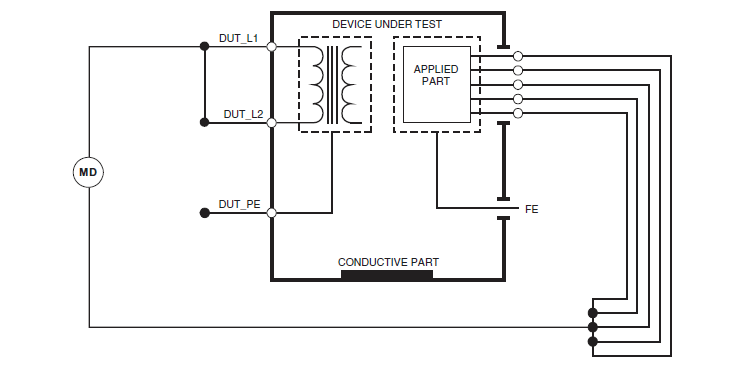 DEVICE UNDER TEST
DUT_L1
APPLIED
PART
DUT_L2
MD
DUT_PE
FE
CONDUCTIVE PART